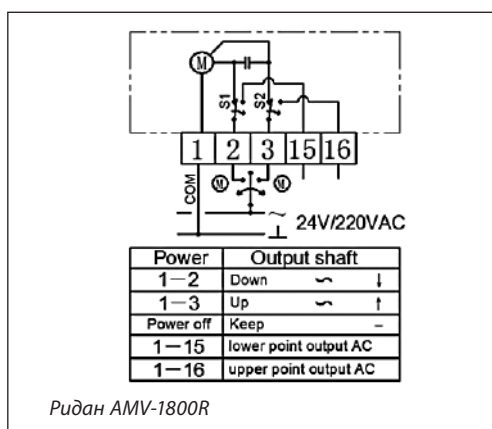 M
S1 S2
1 2 3 15 16
COM M M
~
24V/220VAC
Power Output shaft
1—2 Down ∽ ↓
1—3 Up ∽ ↑
Power off Keep –
1—15 lower point output AC
1—16 upper point output AC
Ридан AMV-1800R